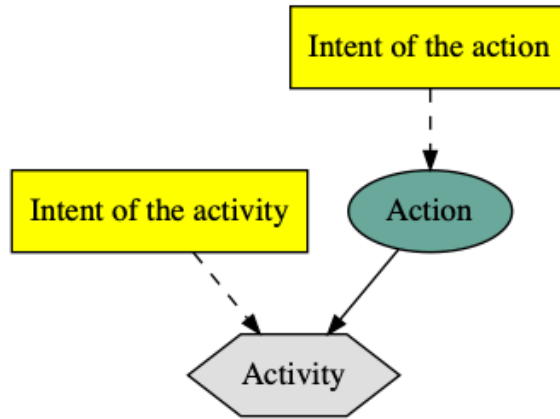 Intent of the action
Intent of the activity
Action
Activity